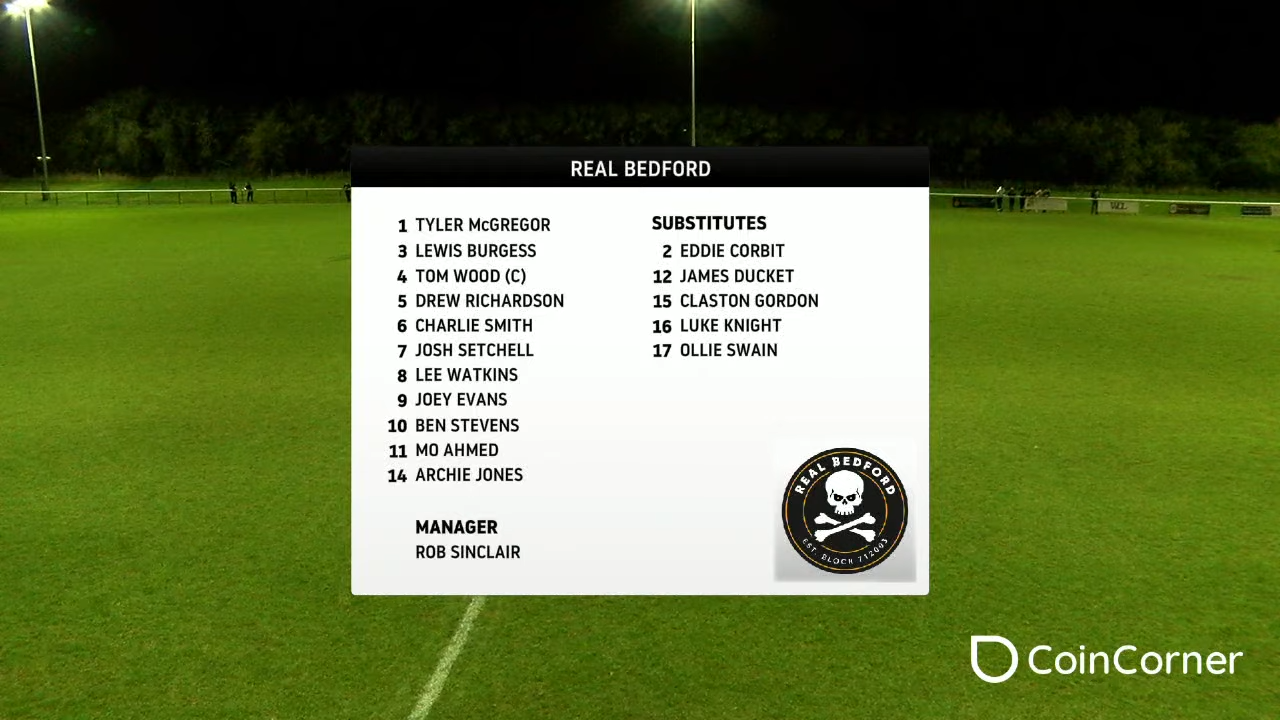 REAL BEDFORD
1 TYLER McGREGOR
3 LEWIS BURGESS
4 TOM WOOD (C)
5 DREW RICHARDSON
6 CHARLIE SMITH
7 JOSH SETCHELL
8 LEE WATKINS
9 JOEY EVANS
10 BEN STEVENS
11 MO AHMED
14 ARCHIE JONES
MANAGER
ROB SINCLAIR
SUBSTITUTES
2 EDDIE CORBIT
12 JAMES DUCKET
15 CLASTON GORDON
16 LUKE KNIGHT
17 OLLIE SWAIN
REAL BEDFORD
EST. BLOCK 712003
CoinCorner